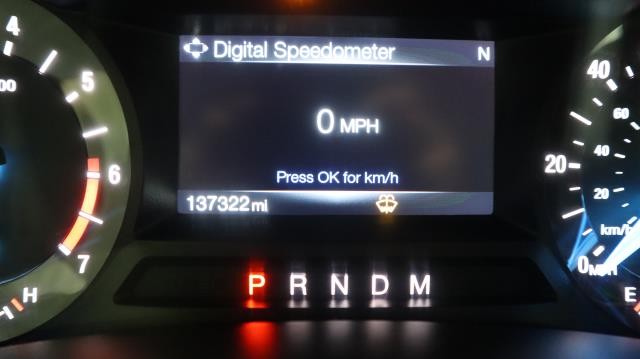 Digital Speedometer N
0 MPH
Press OK for km/h
137322 mi
P R N D M
4
5
6
7
H
40
20
0 MPH
60
40
20
km/h
E